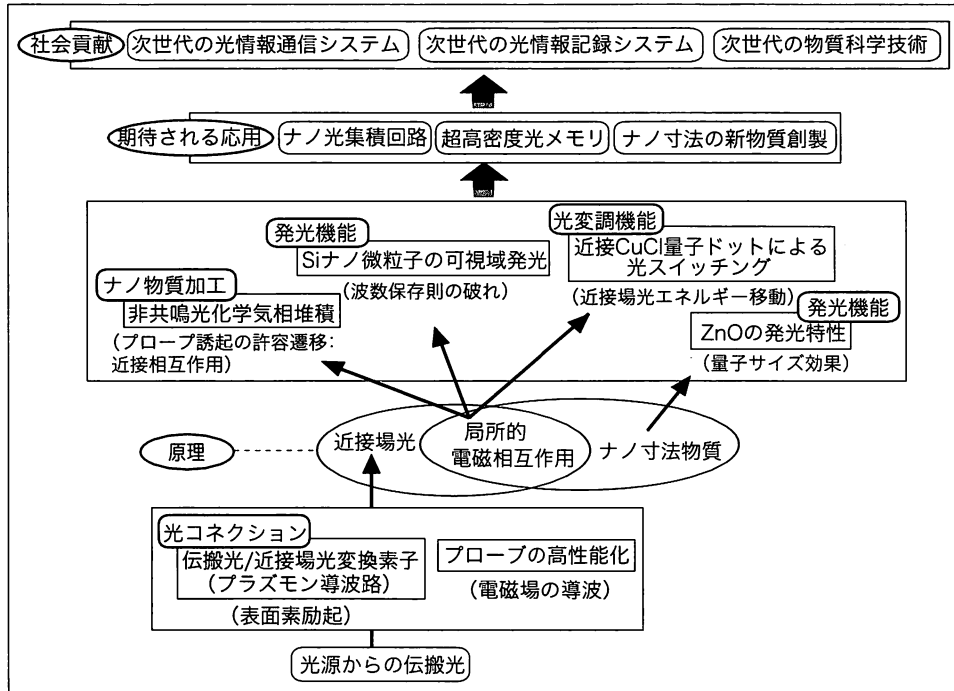 社会貢献
次世代の光情報通信システム
次世代の光情報記録システム
次世代の物質科学技術
期待される応用
ナノ光集積回路
超高密度光メモリ
ナノ寸法の新物質創製
発光機能
Siナノ微粒子の可視域発光
(波数保存則の破れ)
光変調機能
近接CuCl量子ドットによる
光スイッチング
(近接場光エネルギー移動)
ナノ物質加工
非共鳴光化学気相堆積
(プローブ誘起の許容遷移:
近接相互作用)
発光機能
ZnOの発光特性
(量子サイズ効果)
原理
近接場光
局所的
電磁相互作用
ナノ寸法物質
光コネクション
伝搬光/近接場光変換素子
(プラズモン導波路)
(表面素励起)
プローブの高性能化
(電磁場の導波)
光源からの伝搬光